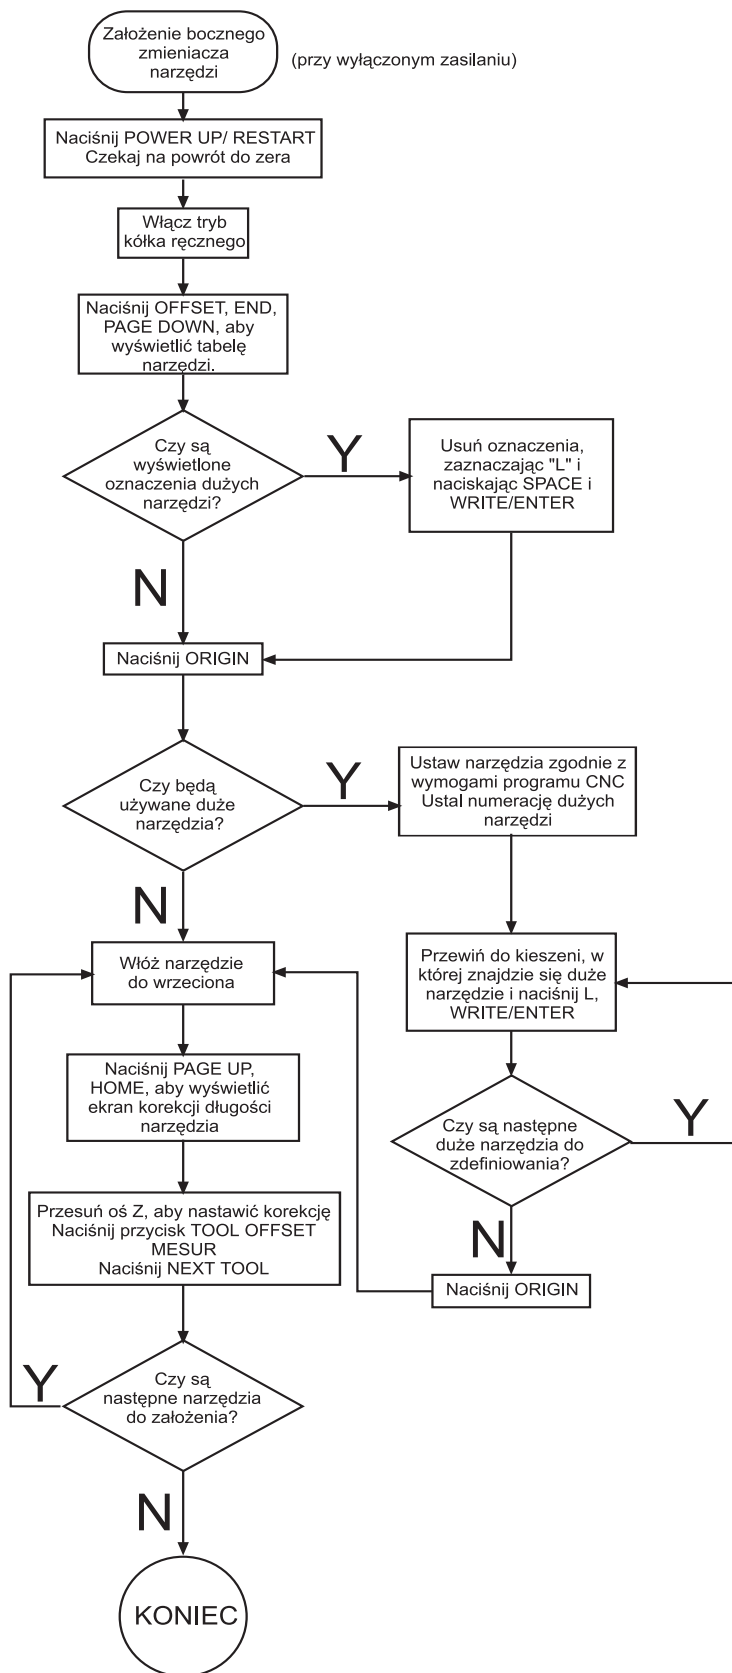 Założenie bocznego
zmieniacza
narzędzi
(przy wyłączonym zasilaniu)
Naciśnij POWER UP/ RESTART
Czekaj na powrót do zera
Włącz tryb
kółka ręcznego
Naciśnij OFFSET, END,
PAGE DOWN, aby
wyświetlić tabelę
narzędzi.
Czy są
wyświetlone
oznaczenia dużych
narzędzi?
Y
Usuń oznaczenia,
zaznaczając "L" i
naciskając SPACE i
WRITE/ENTER
N
Naciśnij ORIGIN
Czy będą
używane duże
narzędzia?
Y
Ustaw narzędzia zgodnie z
wymogami programu CNC
Ustal numerację dużych
narzędzi
N
Włóż narzędzie
do wrzeciona
Przewiń do kieszeni, w
której znajdzie się duże
narzędzie i naciśnij L,
WRITE/ENTER
Naciśnij PAGE UP,
HOME, aby wyświetlić
ekran korekcji długości
narzędzia
Czy są następne
duże narzędzia do
zdefiniowania?
Y
N
Naciśnij ORIGIN
Przesuń oś Z, aby nastawić korekcję
Naciśnij przycisk TOOL OFFSET
MESUR
Naciśnij NEXT TOOL
Czy są
następne narzędzia
do założenia?
Y
N
KONIEC